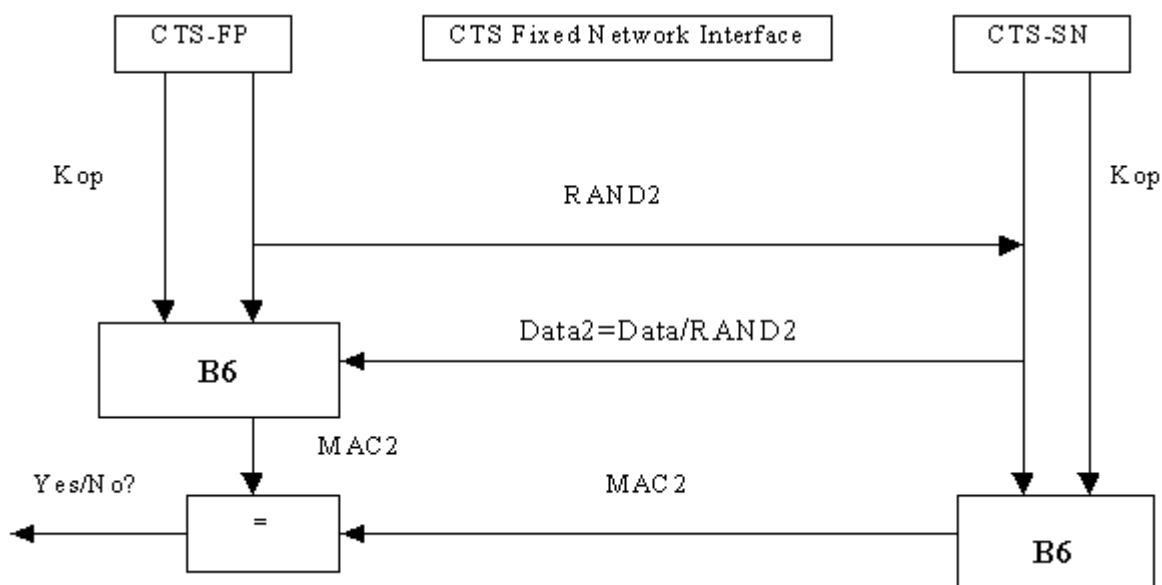 CTS-FP
CTS Fixed Network Interface
CTS-SN
Kop
Kop
RAND2
Data2=Data/RAND2
B6
MAC2
Yes/No?
MAC2
=
B6